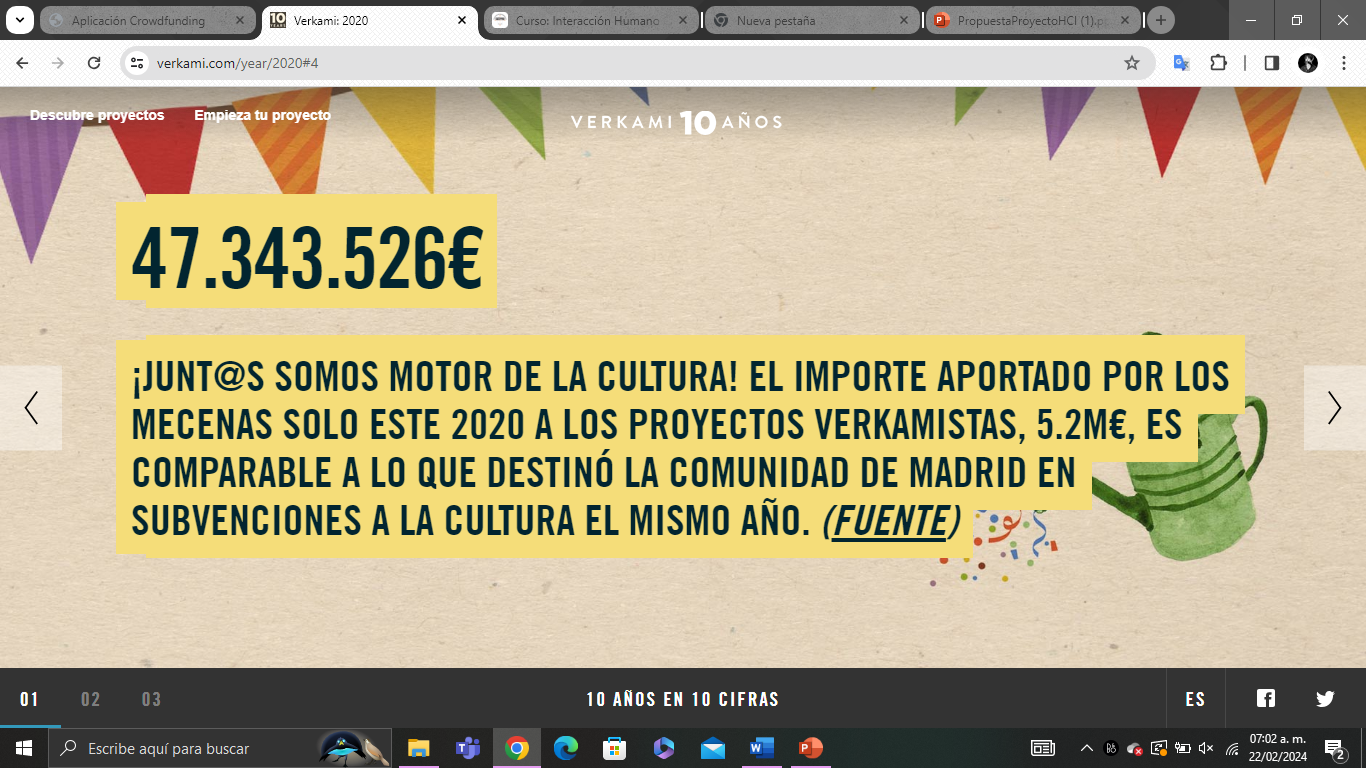 Aplicación Crowdfunding
Verkami: 2020
Curso: Interacción Humano
Nueva pestaña
PropuestaProyectoHCI (1).pp
verkami.com/year/2020#4
Descubre proyectos
Empieza tu proyecto
VERKAMI 10 AÑOS
47.343.526€
¡JUNT@S SOMOS MOTOR DE LA CULTURA! EL IMPORTE APORTADO POR LOS
MECENAS SOLO ESTE 2020 A LOS PROYECTOS VERKAMISTAS, 5.2M€, ES
COMPARABLE A LO QUE DESTINÓ LA COMUNIDAD DE MADRID EN
SUBVENCIONES A LA CULTURA EL MISMO AÑO. (FUENTE)
01 02 03
10 AÑOS EN 10 CIFRAS
ES
Escribe aquí para buscar
07:02 a. m.
22/02/2024
2